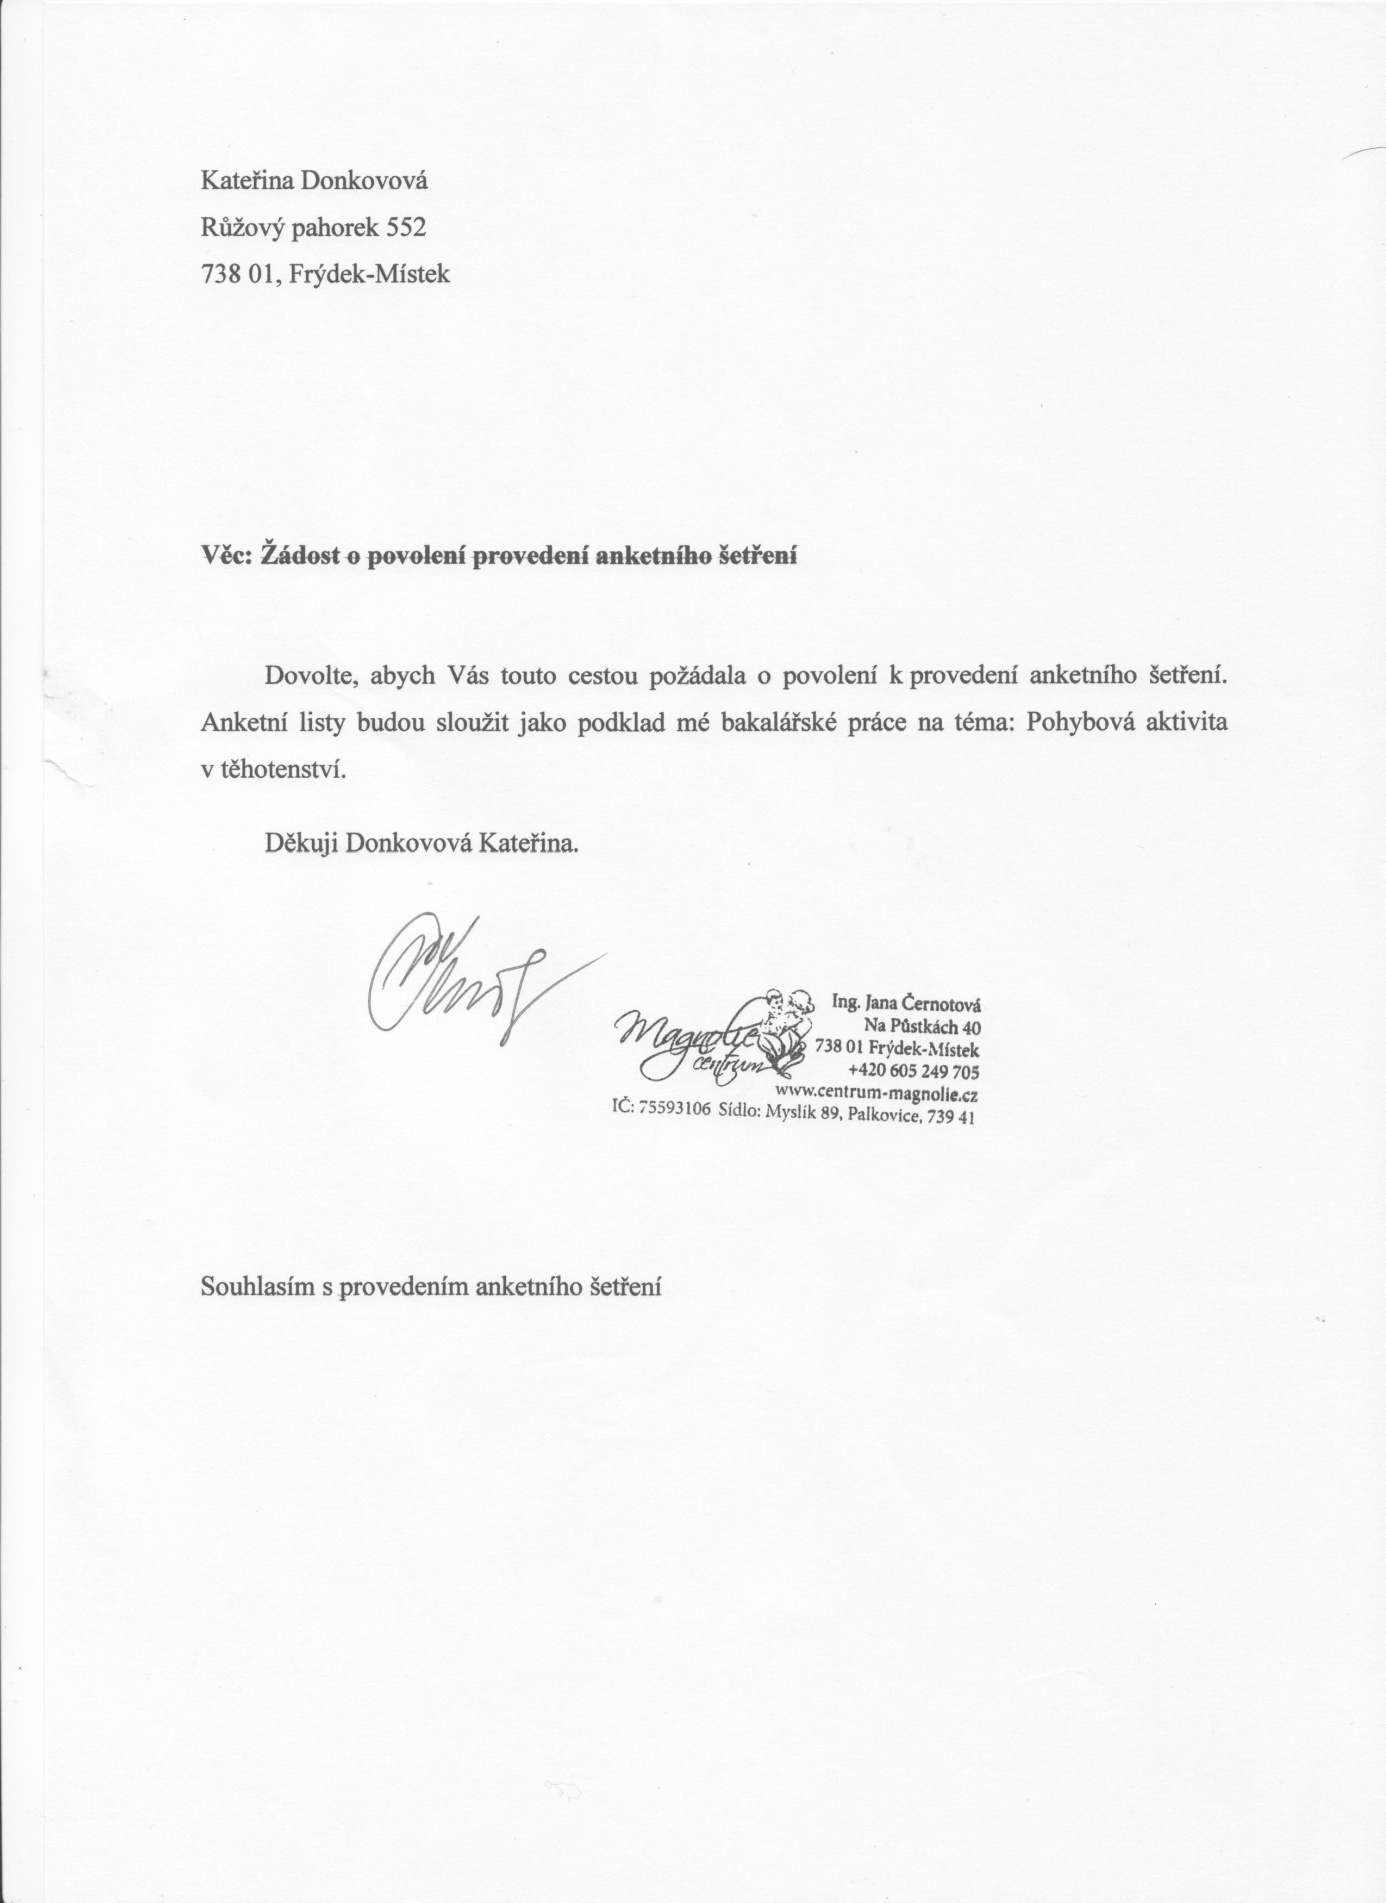 Kateřina Donkovová
Růžový pahorek 552
738 01, Frýdek-Místek
Věc: Žádost o povolení provedení anketního šetření
Dovolte, abych Vás touto cestou požádala o povolení k provedení anketního šetření.
Anketní listy budou sloužit jako podklad mé bakalářské práce na téma: Pohybová aktivita
v těhotenství.
Děkuji Donkovová Kateřina.
Magnolie
centrum
Ing. Jana Černotová
Na Půstkách 40
738 01 Frýdek-Místek
+420 605 249 705
www.centrum-magnolie.cz
IČ: 75593106 Sídlo: Myslík 89, Palkovice, 739 41
Souhlasím s provedením anketního šetření